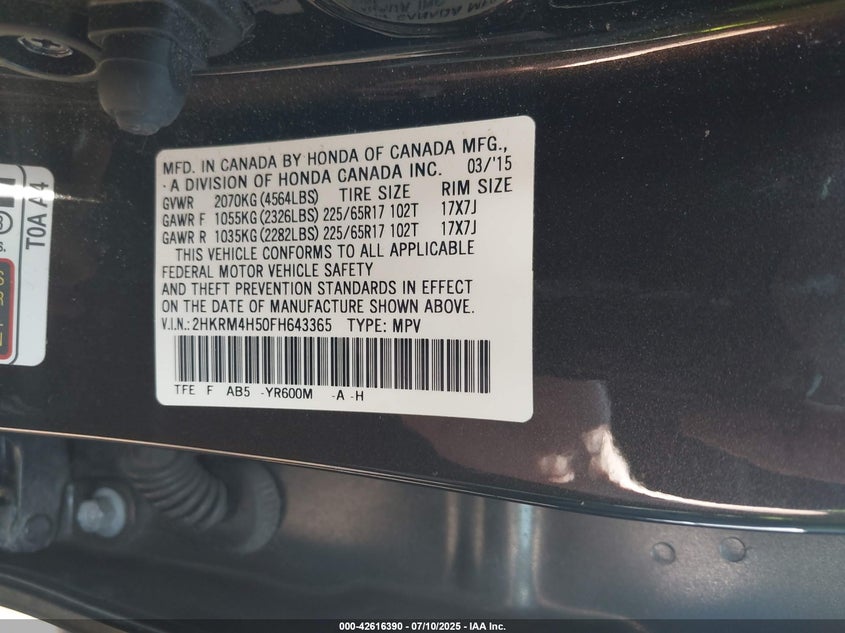 MFD. IN CANADA BY HONDA OF CANADA MFG.,
A DIVISION OF HONDA CANADA INC. 03/'15
GVWR 2070KG (4564LBS) TIRE SIZE RIM SIZE
GAWR F 1055KG (2326LBS) 225/65R17 102T 17X7J
GAWR R 1035KG (2282LBS) 225/65R17 102T 17X7J
THIS VEHICLE CONFORMS TO ALL APPLICABLE
FEDERAL MOTOR VEHICLE SAFETY
AND THEFT PREVENTION STANDARDS IN EFFECT
ON THE DATE OF MANUFACTURE SHOWN ABOVE.
V.I.N.: 2HKRM4H50FH643365 TYPE: MPV
TFE F AB5 -YR600M -A -H
T0A A4
000-42616390 - 07/10/2025 - IAA Inc.